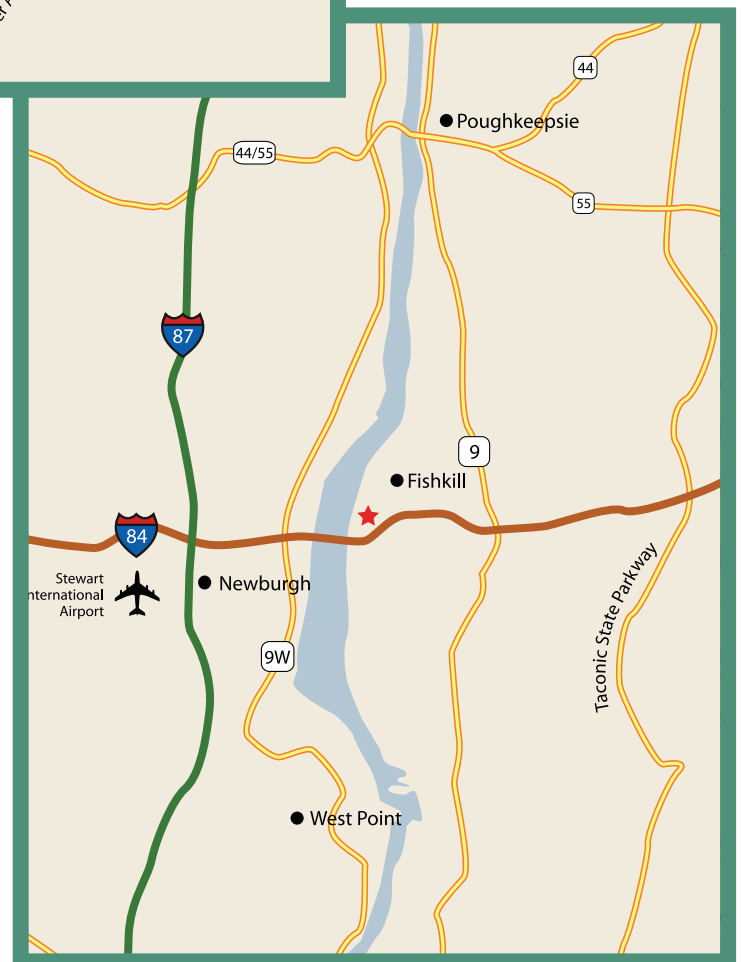 44
Poughkeepsie
44/55
55
87
9
Fishkill
84
Stewart
nternational
Airport
Newburgh
Taconic State Parkway
9W
West Point